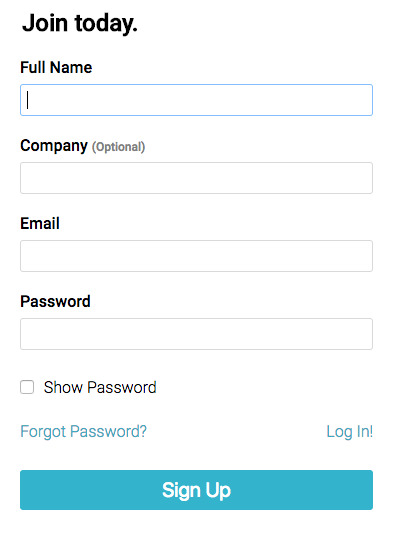 Join today.
Full Name
Company (Optional)
Email
Password
Show Password
Forgot Password? Log In!
Sign Up